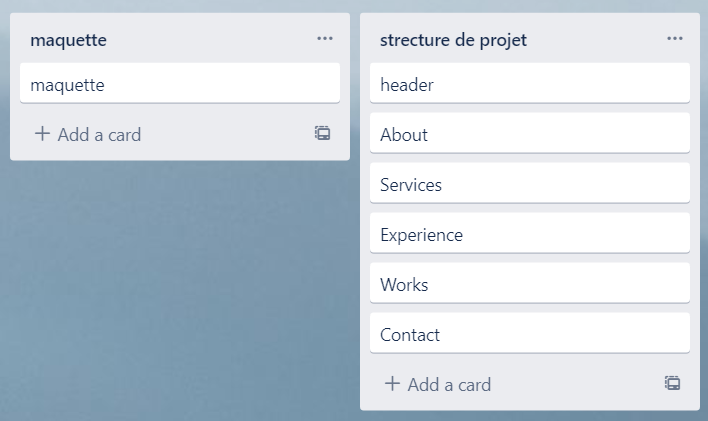 maquette
maquette
Add a card
strecture de projet
header
About
Services
Experience
Works
Contact
Add a card